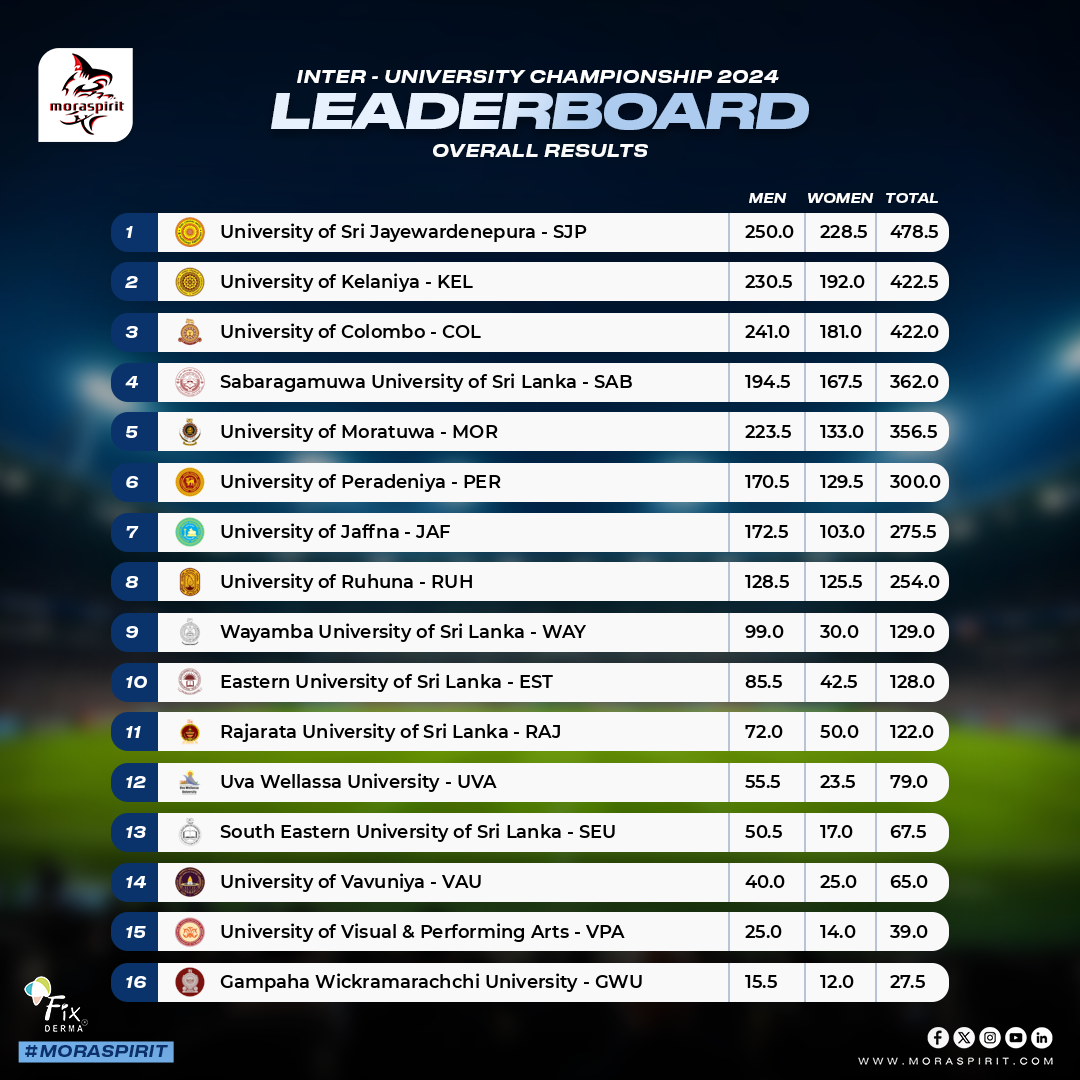 moraspirit
INTER - UNIVERSITY CHAMPIONSHIP 2024
LEADERBOARD
OVERALL RESULTS
MEN WOMEN TOTAL
1 University of Sri Jayewardenepura - SJP 250.0 228.5 478.5
2 University of Kelaniya - KEL 230.5 192.0 422.5
3 University of Colombo - COL 241.0 181.0 422.0
4 Sabaragamuwa University of Sri Lanka - SAB 194.5 167.5 362.0
5 University of Moratuwa - MOR 223.5 133.0 356.5
6 University of Peradeniya - PER 170.5 129.5 300.0
7 University of Jaffna - JAF 172.5 103.0 275.5
8 University of Ruhuna - RUH 128.5 125.5 254.0
9 Wayamba University of Sri Lanka - WAY 99.0 30.0 129.0
10 Eastern University of Sri Lanka - EST 85.5 42.5 128.0
11 Rajarata University of Sri Lanka - RAJ 72.0 50.0 122.0
12 Uva Wellassa University - UVA 55.5 23.5 79.0
13 South Eastern University of Sri Lanka - SEU 50.5 17.0 67.5
14 University of Vavuniya - VAU 40.0 25.0 65.0
15 University of Visual & Performing Arts - VPA 25.0 14.0 39.0
16 Gampaha Wickramarachchi University - GWU 15.5 12.0 27.5
Fix
DERMA
#MORASPIRIT
WWW.MORASPIRIT.COM